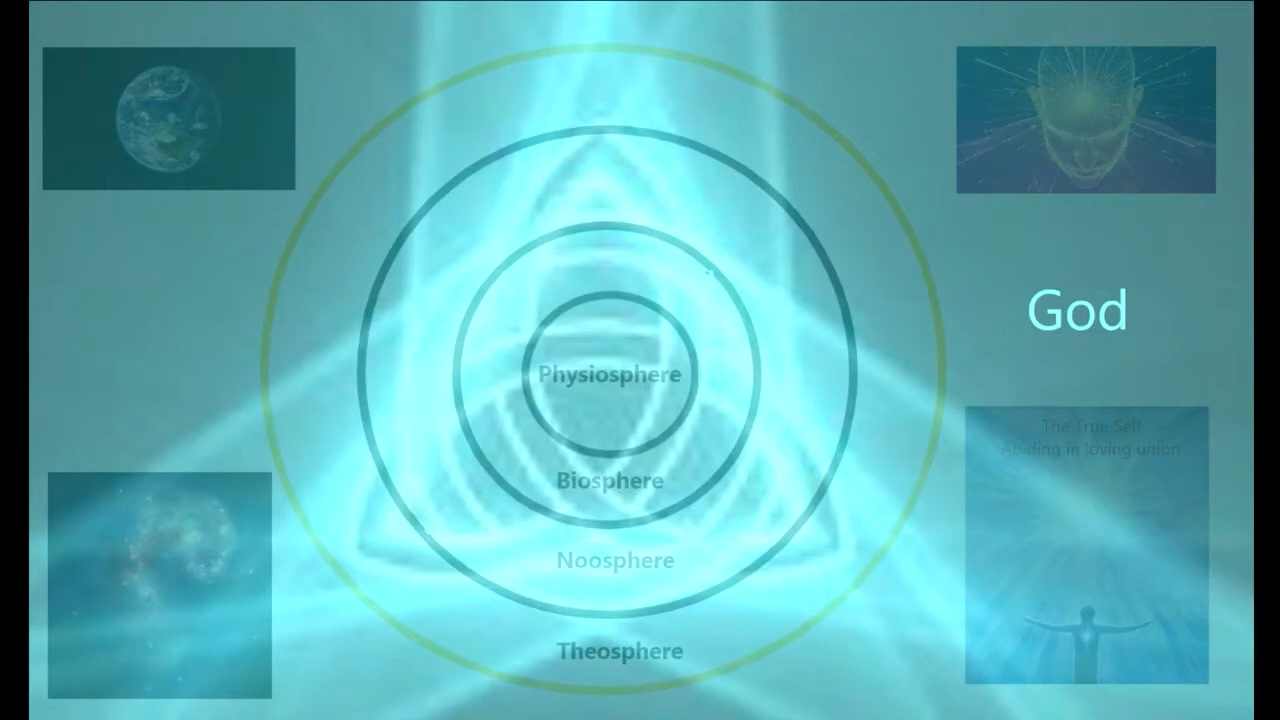 God
Physiosphere
The True Self
Abiding in loving union
Biosphere
Noosphere
Theosphere